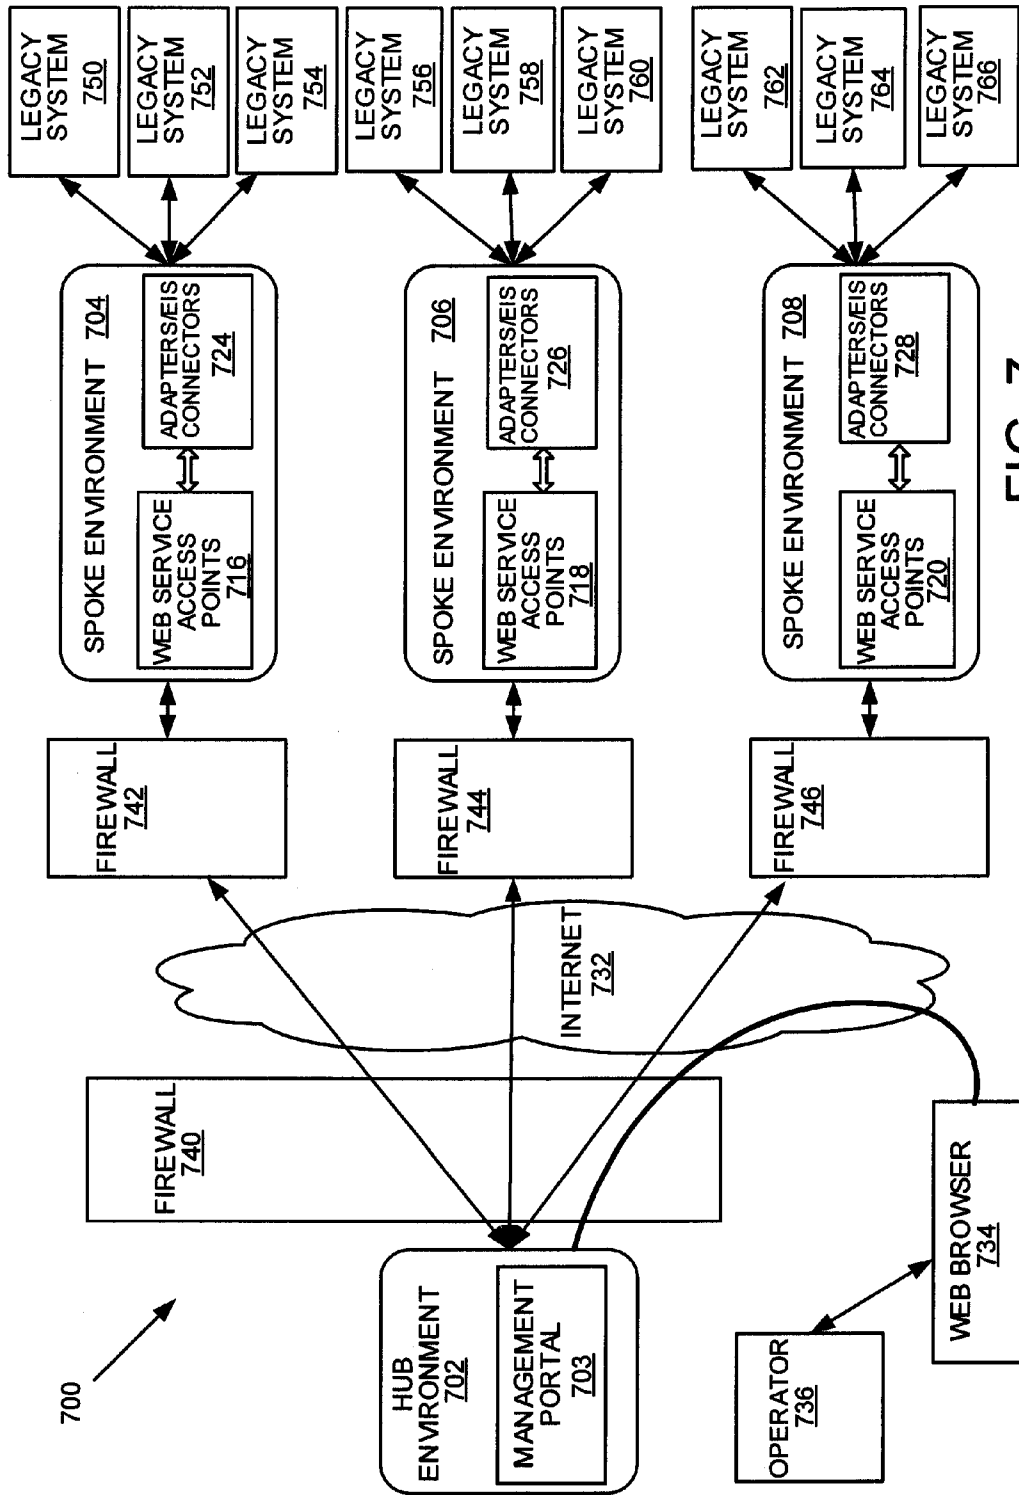 700
HUB
ENVIRONMENT
702
MANAGEMENT
PORTAL
703
OPERATOR
736
WEB BROWSER
734
FIREWALL
740
INTERNET
732
FIREWALL
742
FIREWALL
744
FIREWALL
746
SPOKE ENVIRONMENT 704
WEB SERVICE
ACCESS
POINTS
716
ADAPTERS/EIS
CONNECTORS
724
SPOKE ENVIRONMENT 706
WEB SERVICE
ACCESS
POINTS
718
ADAPTERS/EIS
CONNECTORS
726
SPOKE ENVIRONMENT 708
WEB SERVICE
ACCESS
POINTS
720
ADAPTERS/EIS
CONNECTORS
728
LEGACY
SYSTEM
750
LEGACY
SYSTEM
752
LEGACY
SYSTEM
754
LEGACY
SYSTEM
756
LEGACY
SYSTEM
758
LEGACY
SYSTEM
760
LEGACY
SYSTEM
762
LEGACY
SYSTEM
764
LEGACY
SYSTEM
766
FIG. 7